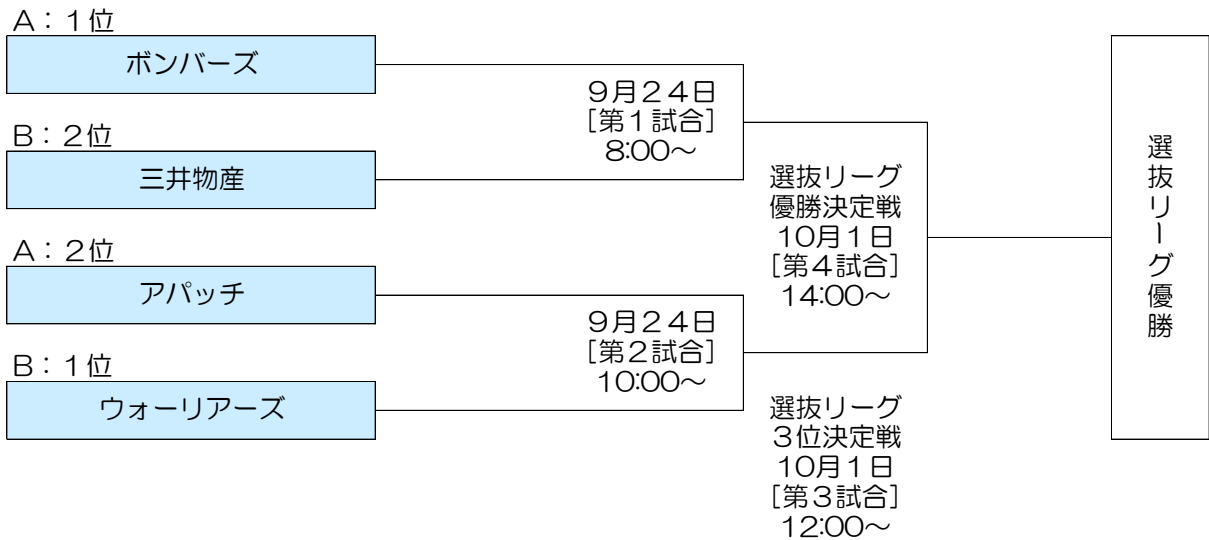 A：１位
ボンバーズ
９月２４日
［第１試合］
8:00～
B：２位
三井物産
A：２位
アパッチ
９月２４日
［第２試合］
10:00～
B：１位
ウォーリアーズ
選抜リーグ
優勝決定戦
10月１日
［第４試合］
14:00～
選抜リーグ
３位決定戦
10月１日
［第３試合］
12:00～
選抜リーグ優勝